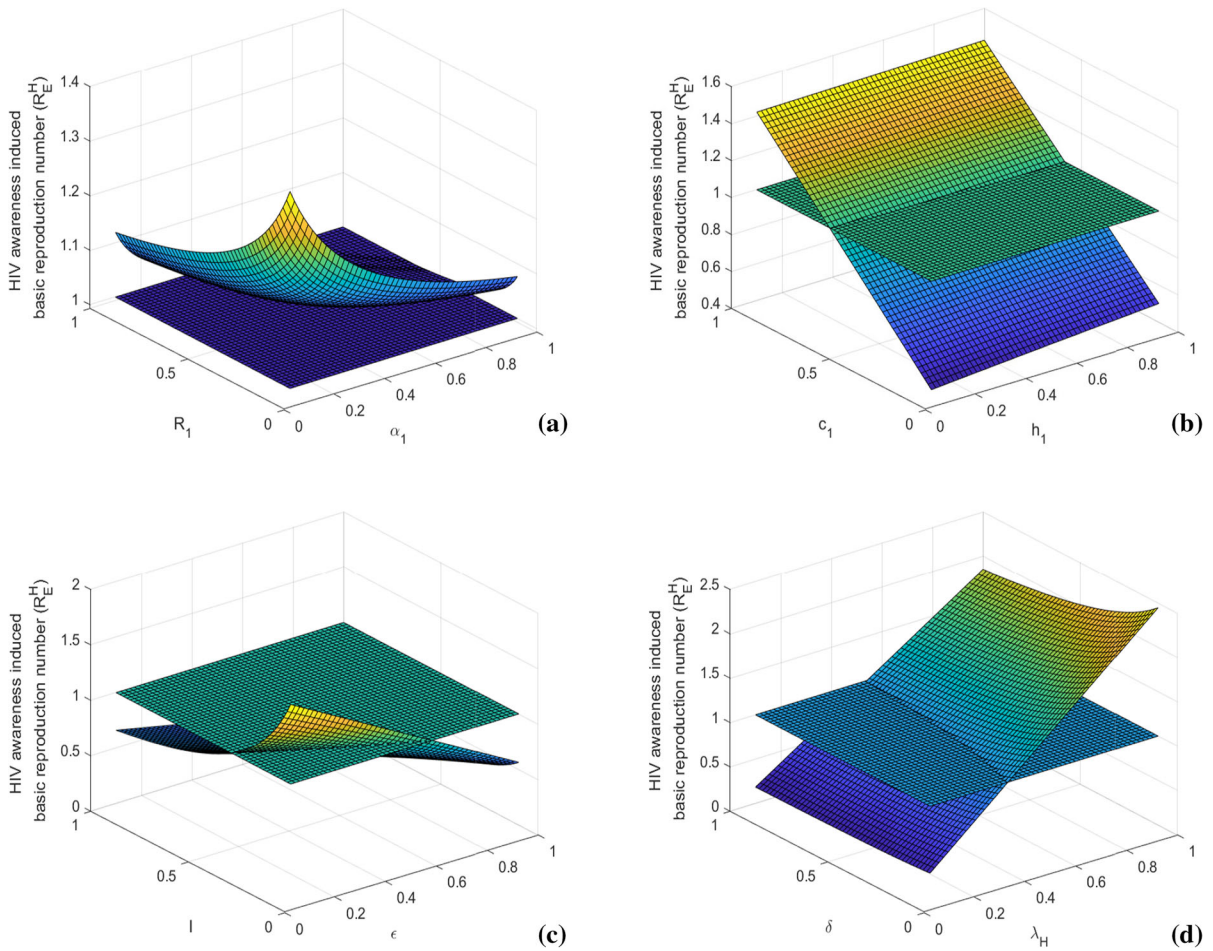 HIV awareness induced
basic reproduction number (R_E^H)
1.4
1.3
1.2
1.1
1
1
0.5
0
R_1
0
0.2
0.4
0.6
0.8
1
α_1
(a)
HIV awareness induced
basic reproduction number (R_E^H)
1.6
1.4
1.2
1
0.8
0.6
0.4
1
0.5
0
c_1
0
0.2
0.4
0.6
0.8
1
h_1
(b)
HIV awareness induced
basic reproduction number (R_E^H)
2
1.5
1
0.5
0
1
0.5
0
l
0
0.2
0.4
0.6
0.8
1
ϵ
(c)
HIV awareness induced
basic reproduction number (R_E^H)
2.5
2
1.5
1
0.5
0
1
0.5
0
δ
0
0.2
0.4
0.6
0.8
1
λ_H
(d)